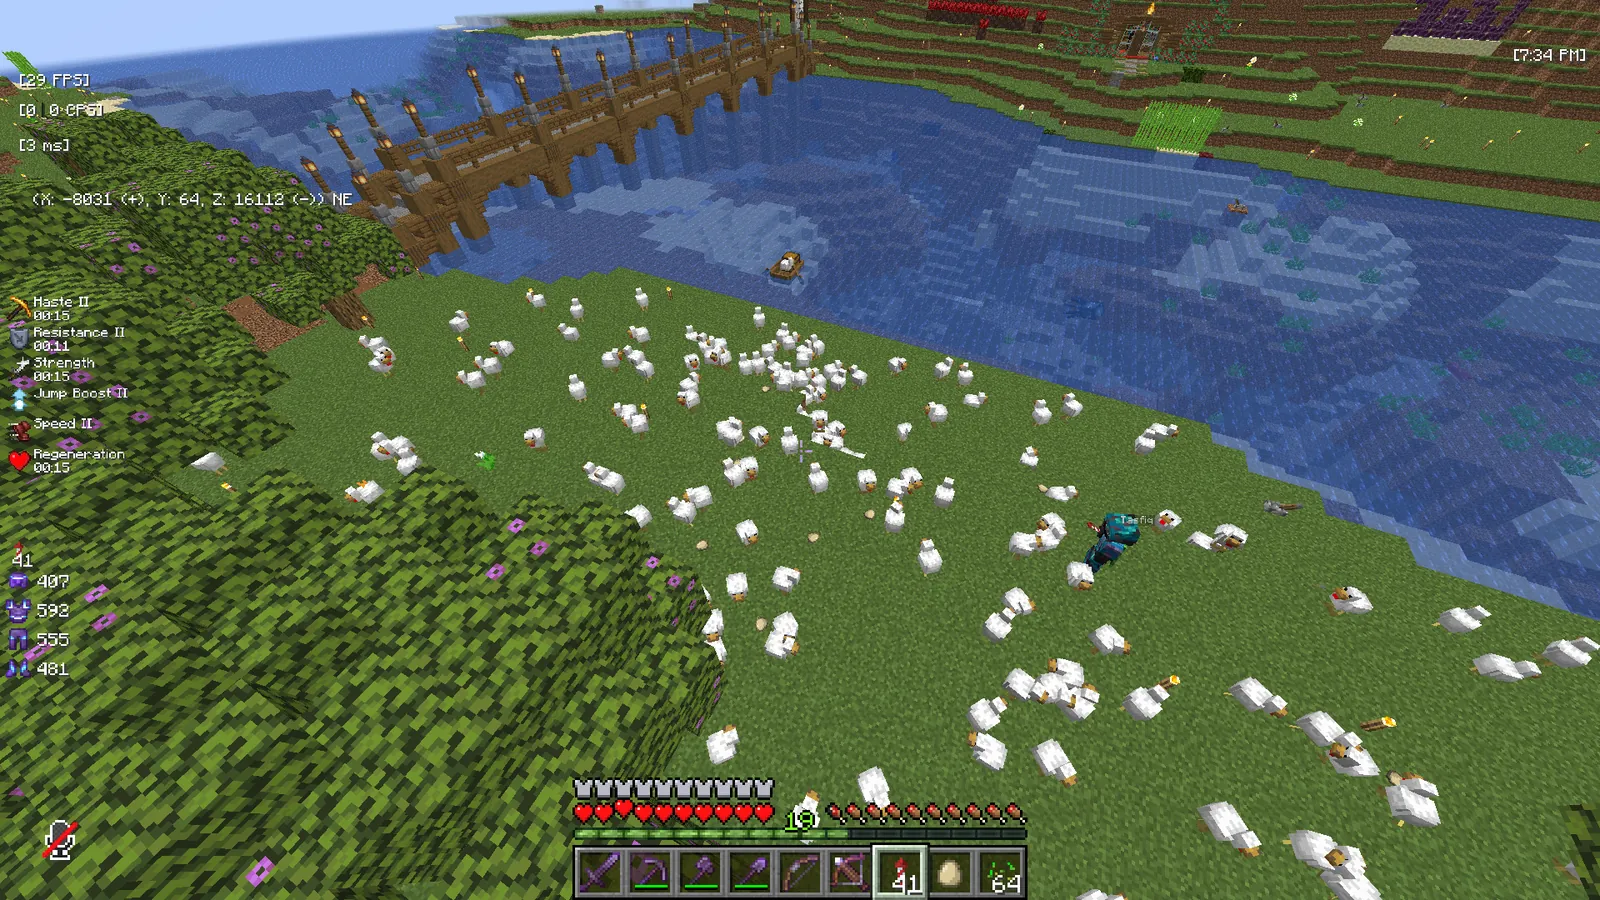 [29 FPS]
[7:34 PM]
[0 | 0 CPS]
[3 ms]
(X: -8031 (+), Y: 64, Z: 16112 (-)) NE
Haste II
00:15
Resistance II
00:11
Strength
00:15
Jump Boost II
Speed II
Regeneration
00:15
Tasfiq
41
407
592
555
481
41
64